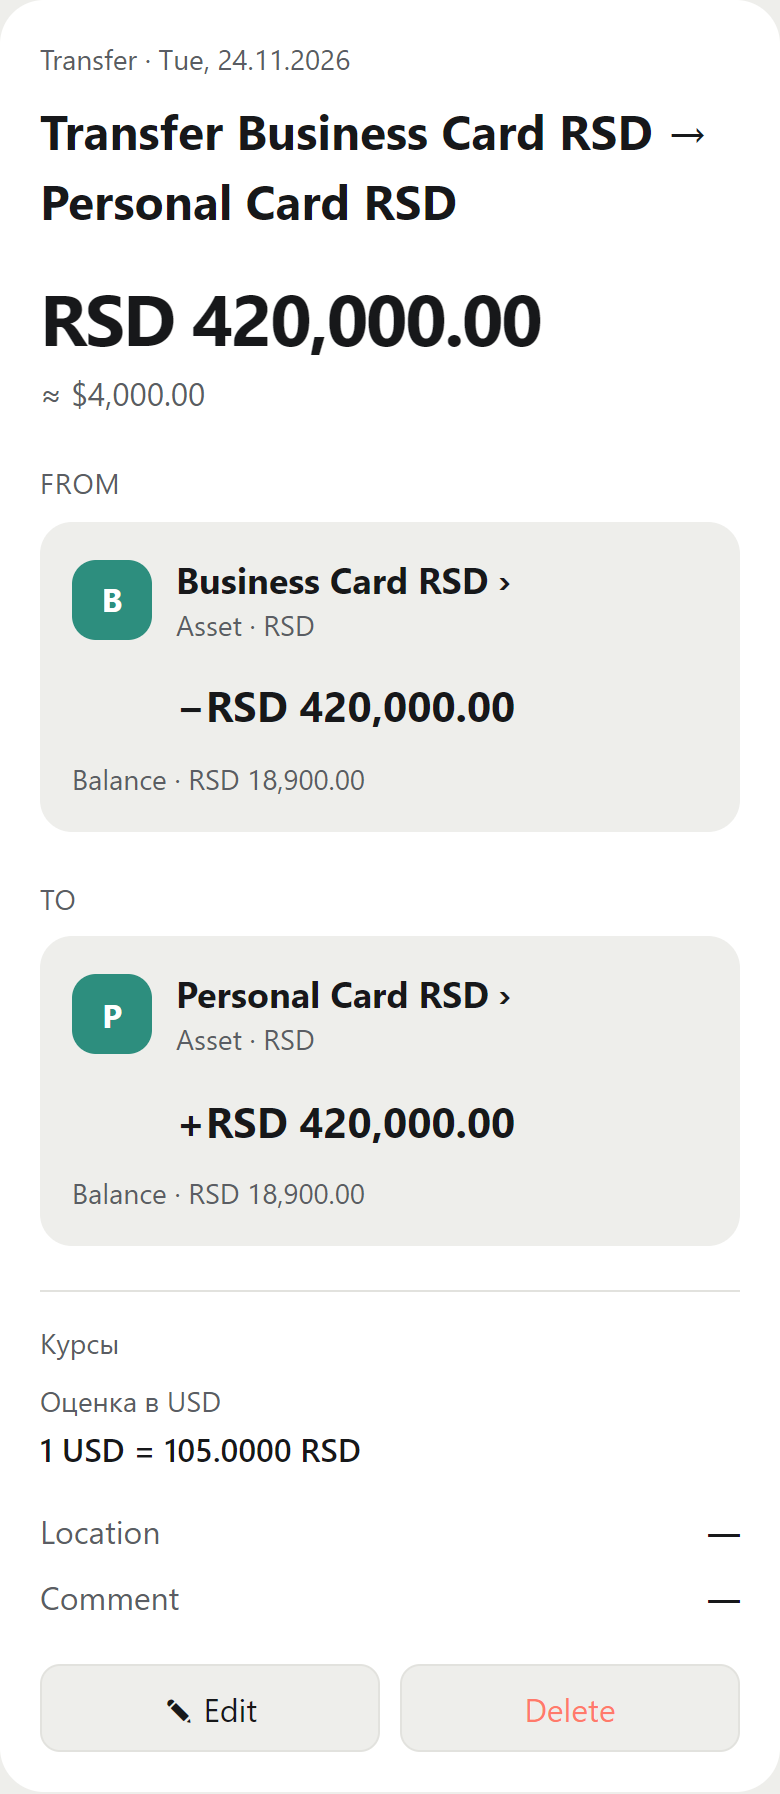 Transfer · Tue, 24.11.2026
Transfer Business Card RSD →
Personal Card RSD
RSD 420,000.00
≈ $4,000.00
FROM
B
Business Card RSD ›
Asset · RSD
−RSD 420,000.00
Balance · RSD 18,900.00
TO
P
Personal Card RSD ›
Asset · RSD
+RSD 420,000.00
Balance · RSD 18,900.00
Курсы
Оценка в USD
1 USD = 105.0000 RSD
Location —
Comment —
✎ Edit
Delete